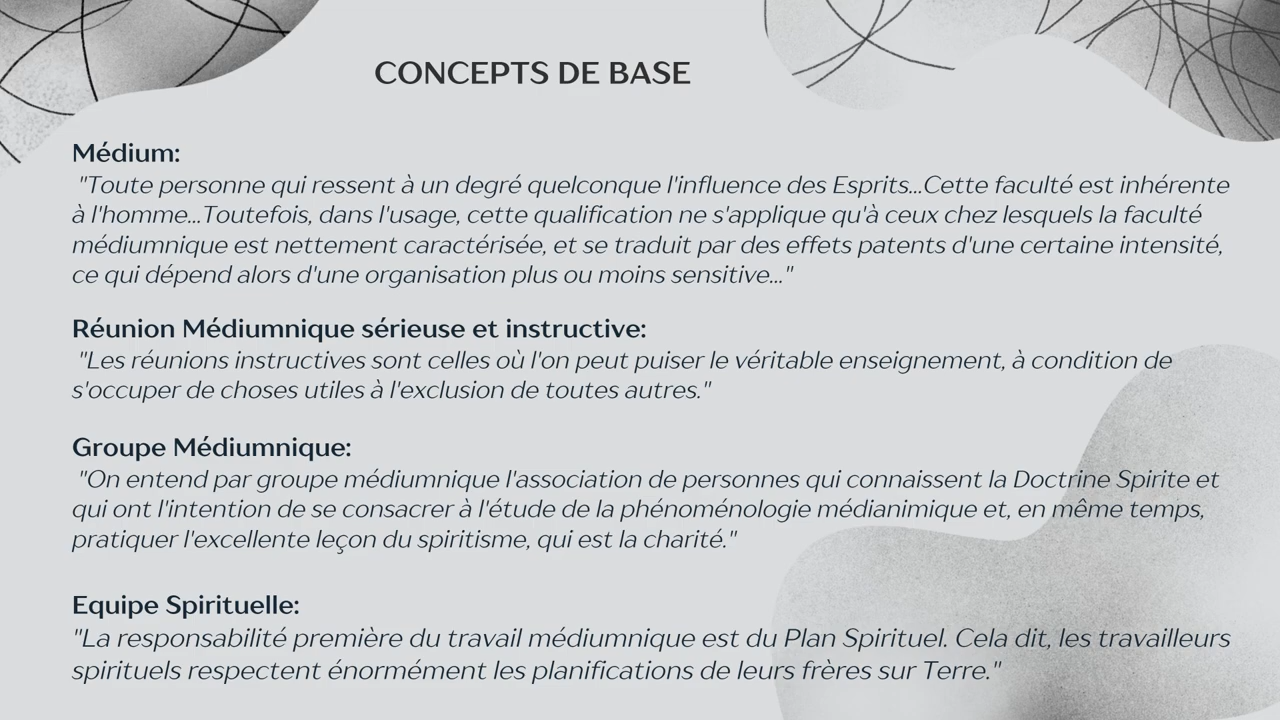 CONCEPTS DE BASE
Médium:
"Toute personne qui ressent à un degré quelconque l'influence des Esprits...Cette faculté est inhérente
à l'homme...Toutefois, dans l'usage, cette qualification ne s'applique qu'à ceux chez lesquels la faculté
médiumnique est nettement caractérisée, et se traduit par des effets patents d'une certaine intensité,
ce qui dépend alors d'une organisation plus ou moins sensitive..."
Réunion Médiumnique sérieuse et instructive:
"Les réunions instructives sont celles où l'on peut puiser le véritable enseignement, à condition de
s'occuper de choses utiles à l'exclusion de toutes autres."
Groupe Médiumnique:
"On entend par groupe médiumnique l'association de personnes qui connaissent la Doctrine Spirite et
qui ont l'intention de se consacrer à l'étude de la phénoménologie médianimique et, en même temps,
pratiquer l'excellente leçon du spiritisme, qui est la charité."
Equipe Spirituelle:
"La responsabilité première du travail médiumnique est du Plan Spirituel. Cela dit, les travailleurs
spirituels respectent énormément les planifications de leurs frères sur Terre."